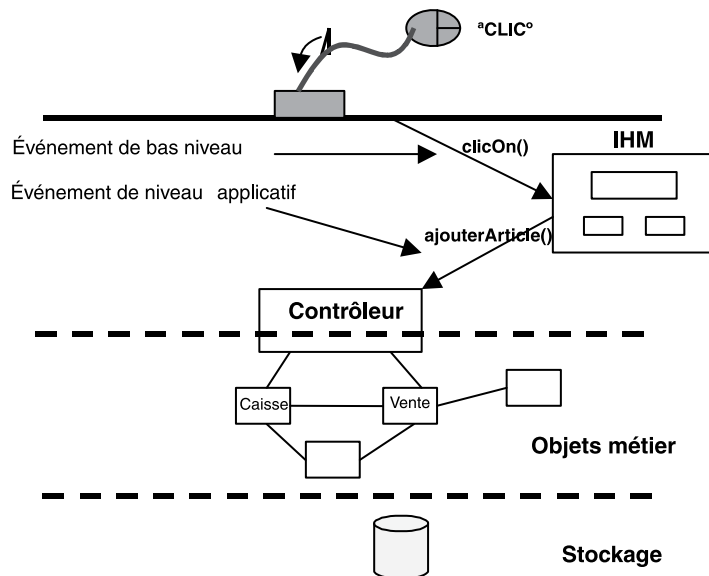 ªCLICº
Événement de bas niveau
clicOn()
IHM
Événement de niveau applicatif
ajouterArticle()
Contrôleur
Caisse
Vente
Objets métier
Stockage